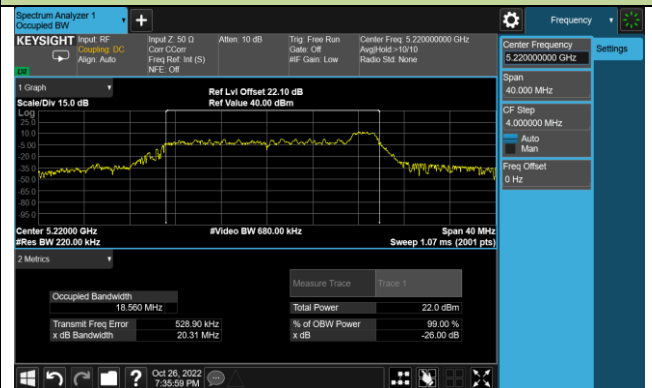 Spectrum Analyzer 1
Occupied BW
Frequency
KEYSIGHT
Input: RF
Coupling: DC
Align: Auto
Input Z: 50 Ω
Corr CCorr
Freq Ref: Int (S)
NFE: Off
Atten: 10 dB
Trig: Free Run
Gate: Off
#IF Gain: Low
Center Freq: 5.220000000 GHz
Avg|Hold:>10/10
Radio Std: None
Center Frequency
5.220000000 GHz
Settings
Span
40.000 MHz
CF Step
4.000000 MHz
Auto
Man
Freq Offset
0 Hz
1 Graph
Scale/Div 15.0 dB
Ref Lvl Offset 22.10 dB
Ref Value 40.00 dBm
Log
25.0
10.0
-5.00
-20.0
-35.0
-50.0
-65.0
-80.0
-95.0
Center 5.22000 GHz
#Res BW 220.00 kHz
#Video BW 680.00 kHz
Span 40 MHz
Sweep 1.07 ms (2001 pts)
2 Metrics
Measure Trace
Trace 1
Occupied Bandwidth
18.560 MHz
Total Power
22.0 dBm
Transmit Freq Error
528.90 kHz
% of OBW Power
99.00 %
x dB Bandwidth
20.31 MHz
x dB
-26.00 dB
Oct 26, 2022
7:35:59 PM